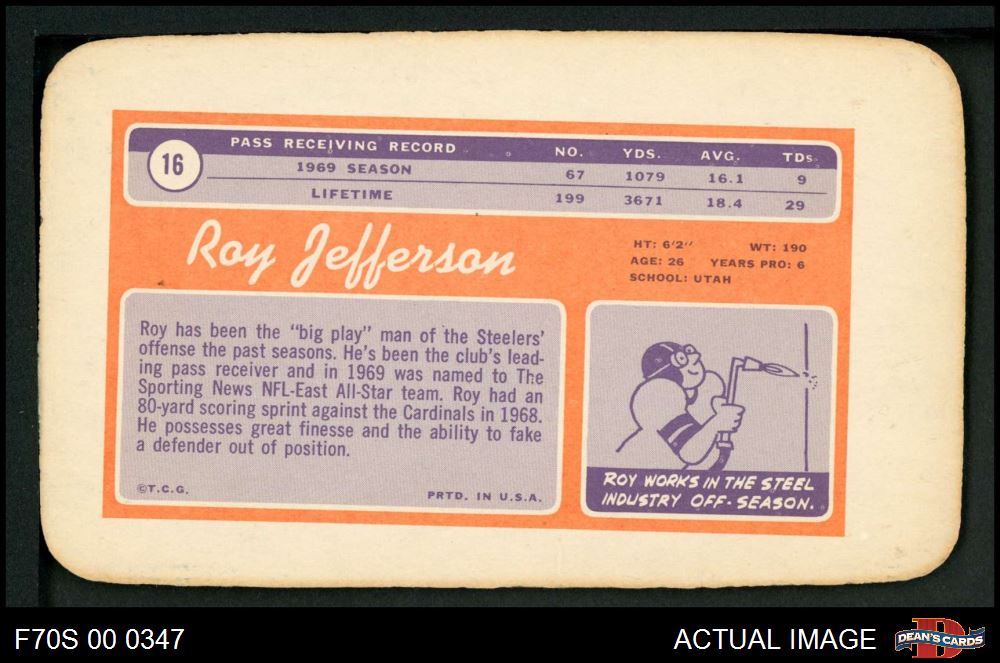 16
PASS RECEIVING RECORD NO. YDS. AVG. TDs.
1969 SEASON 67 1079 16.1 9
LIFETIME 199 3671 18.4 29
Roy Jefferson
HT: 6'2" WT: 190
AGE: 26 YEARS PRO: 6
SCHOOL: UTAH
Roy has been the "big play" man of the Steelers'
offense the past seasons. He's been the club's lead-
ing pass receiver and in 1969 was named to The
Sporting News NFL-East All-Star team. Roy had an
80-yard scoring sprint against the Cardinals in 1968.
He possesses great finesse and the ability to fake
a defender out of position.
©T.C.G. PRTD. IN U.S.A.
ROY WORKS IN THE STEEL
INDUSTRY OFF-SEASON.
F70S 00 0347
ACTUAL IMAGE
D
DEAN'S CARDS